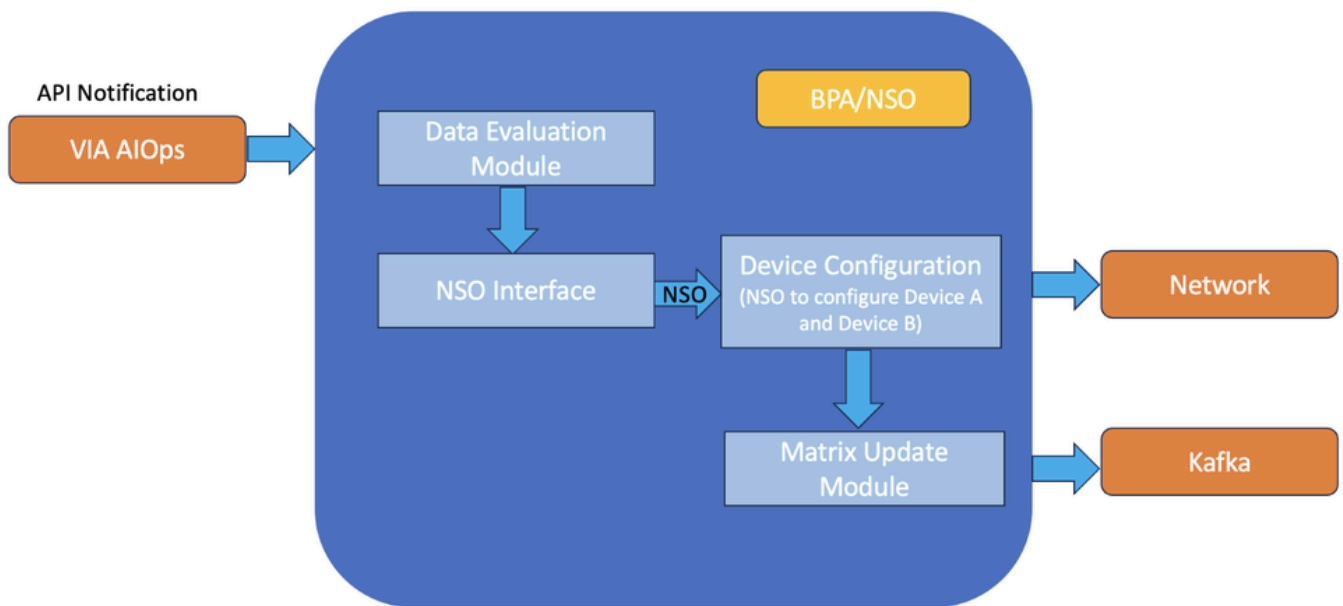 API Notification
VIA AIOps
BPA/NSO
Data Evaluation
Module
NSO Interface
NSO
Device Configuration
(NSO to configure Device A
and Device B)
Network
Matrix Update
Module
Kafka